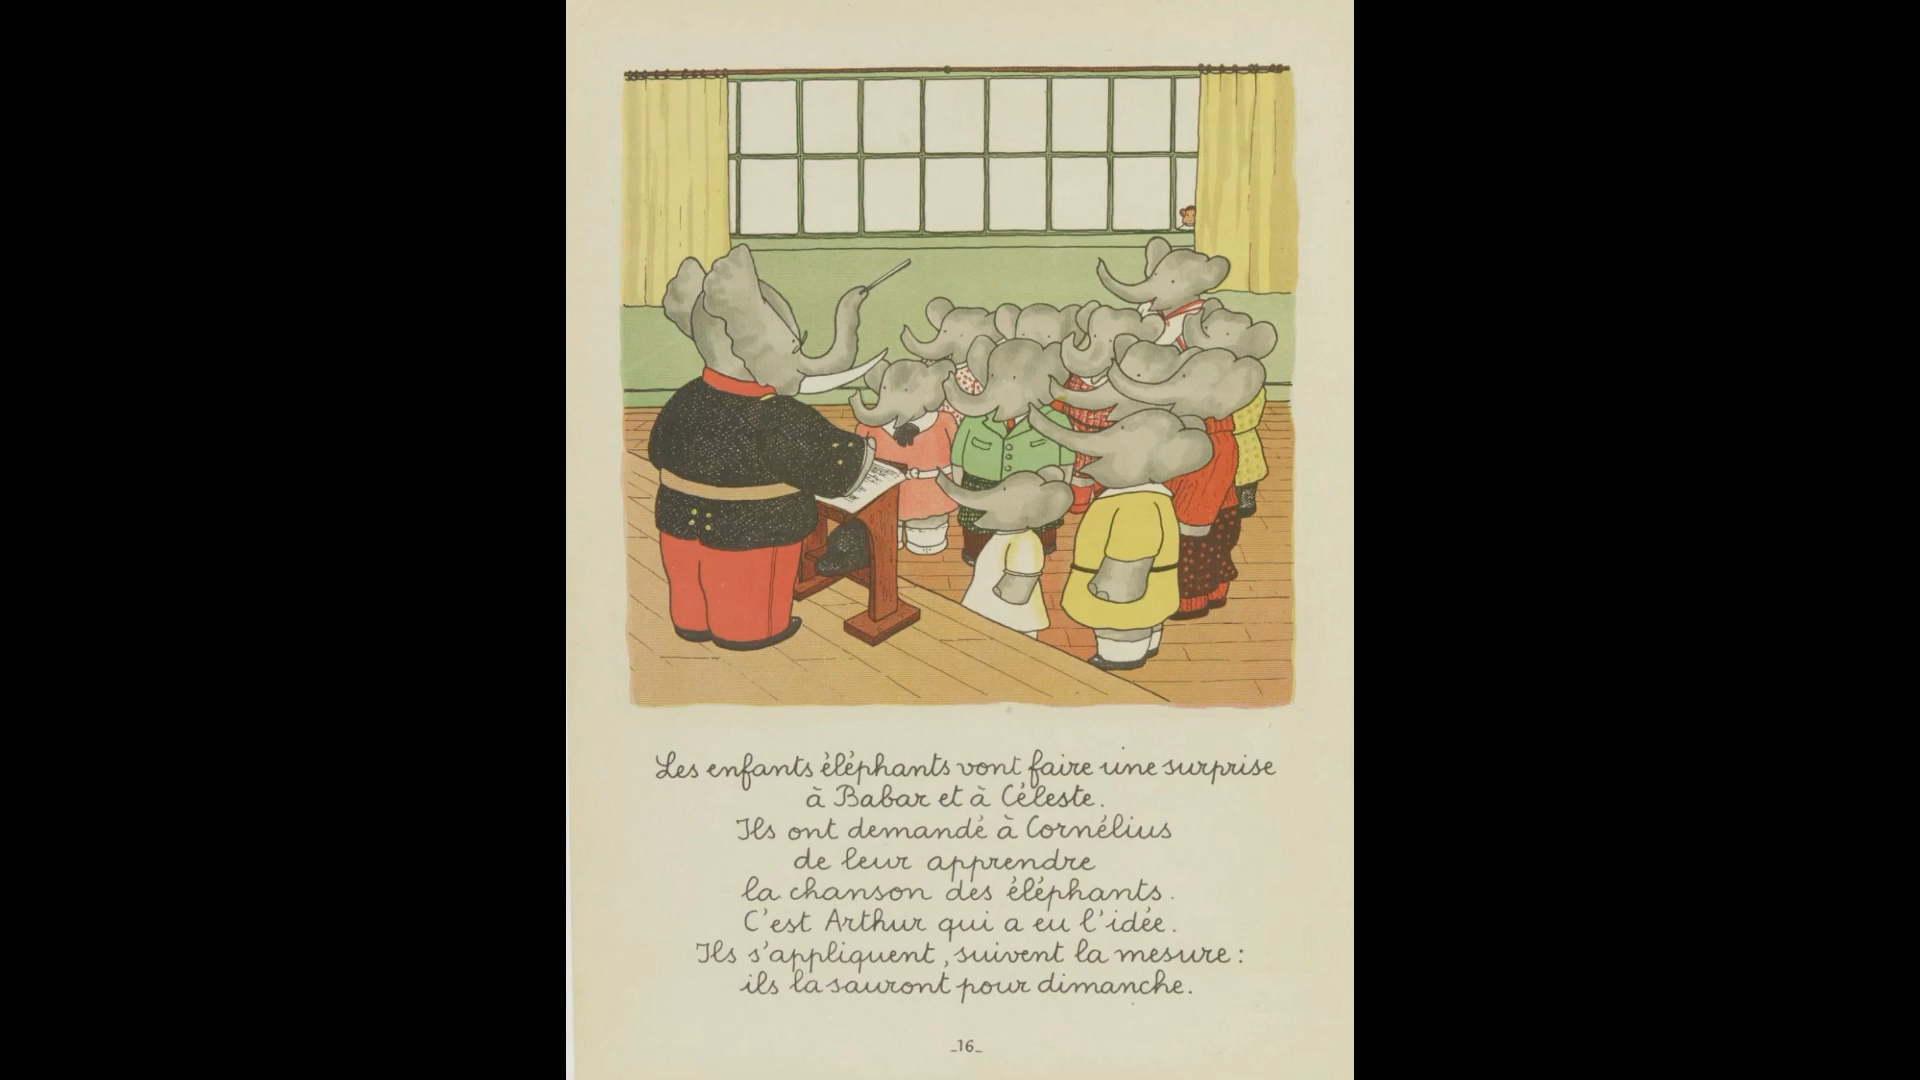 Les enfants éléphants vont faire une surprise
à Babar et à Céleste.
Ils ont demandé à Cornélius
de leur apprendre
la chanson des éléphants.
C'est Arthur qui a eu l'idée.
Ils s'appliquent, suivent la mesure :
ils la sauront pour dimanche.
_16_